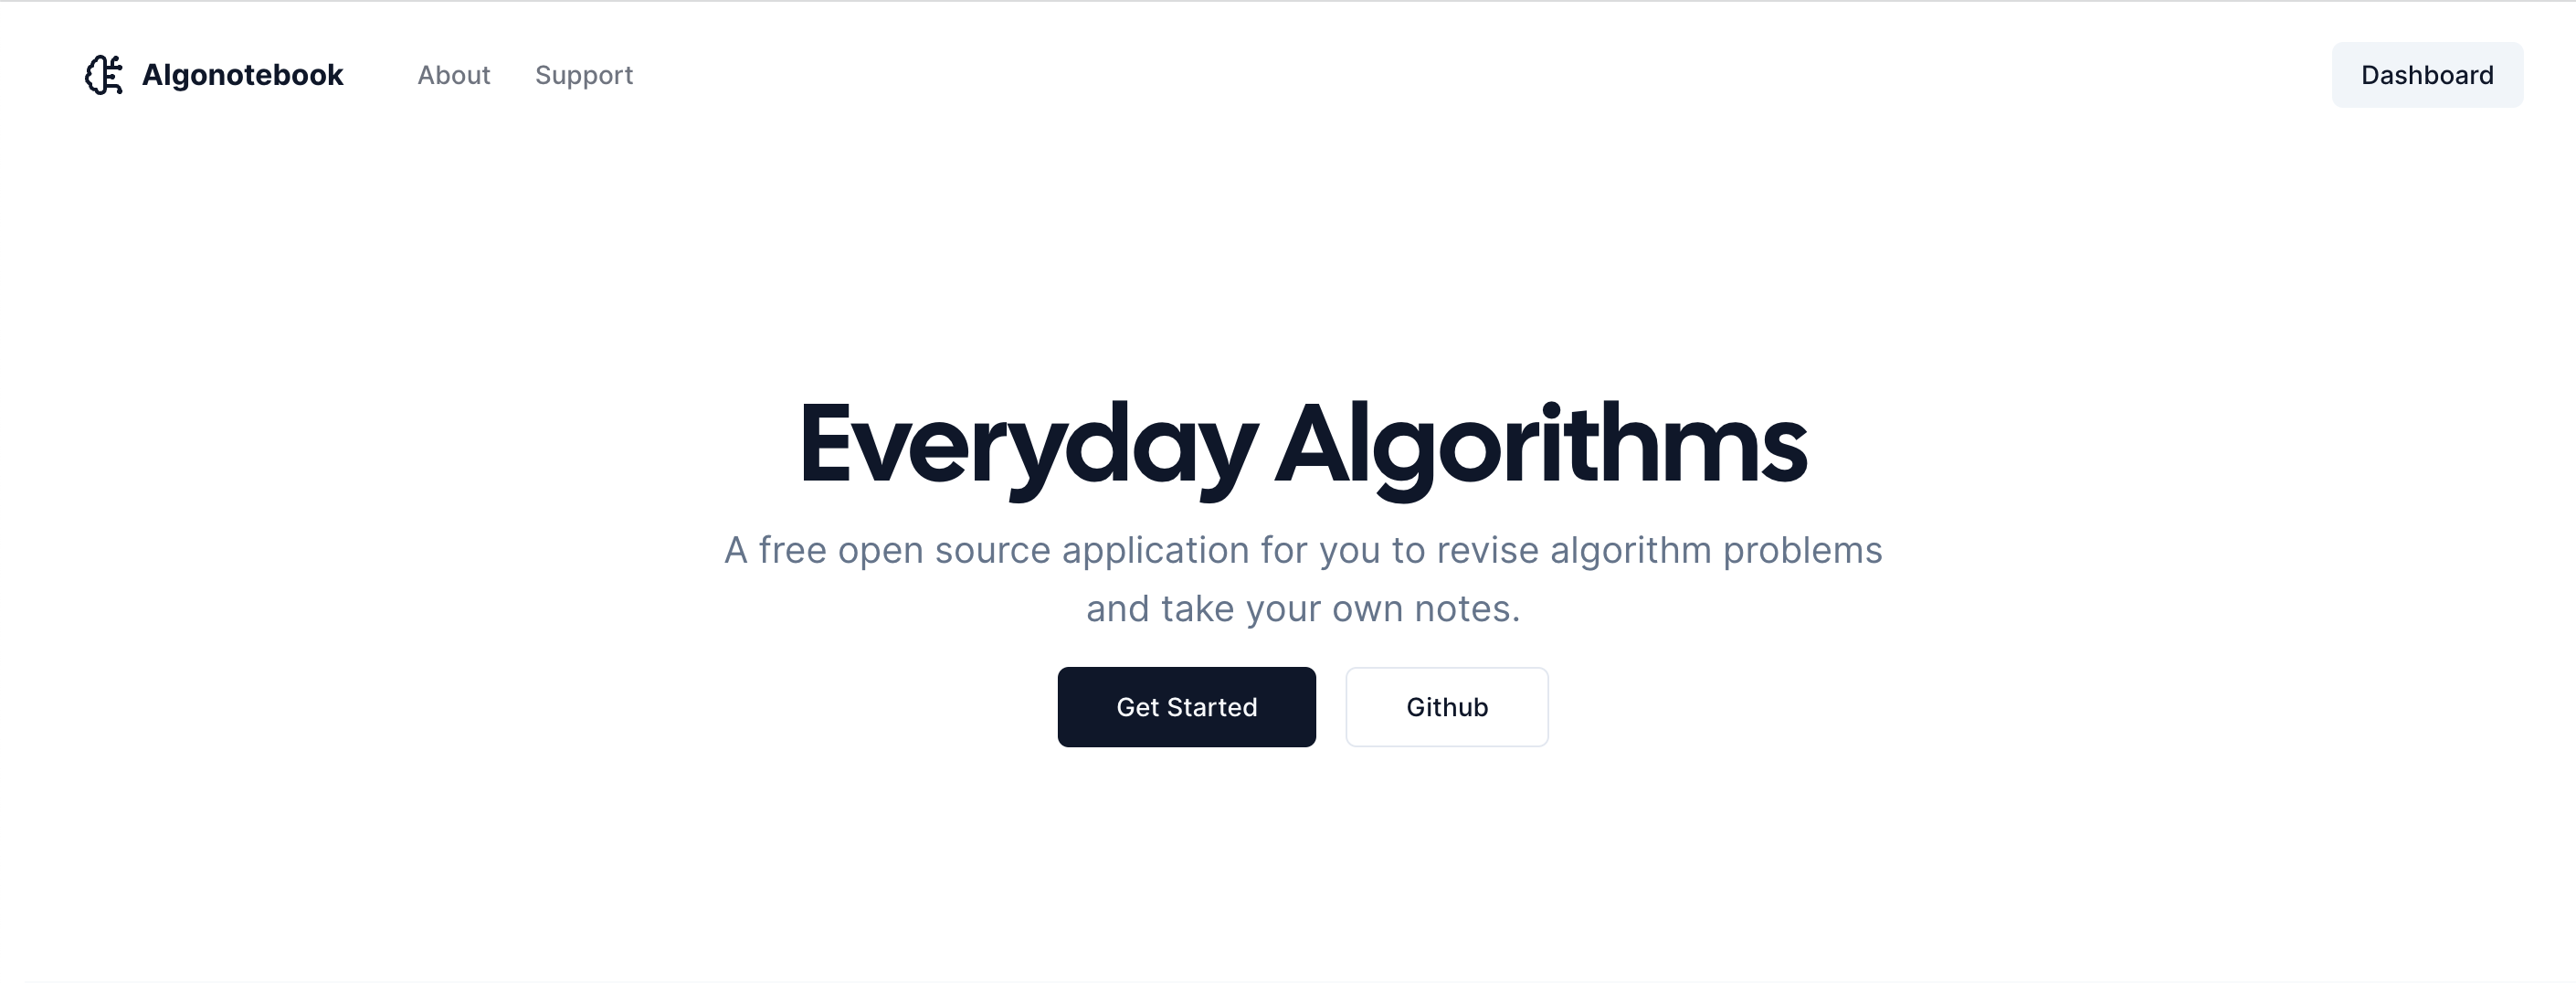 Algonotebook
About
Support
Dashboard
Everyday Algorithms
A free open source application for you to revise algorithm problems
and take your own notes.
Get Started
Github